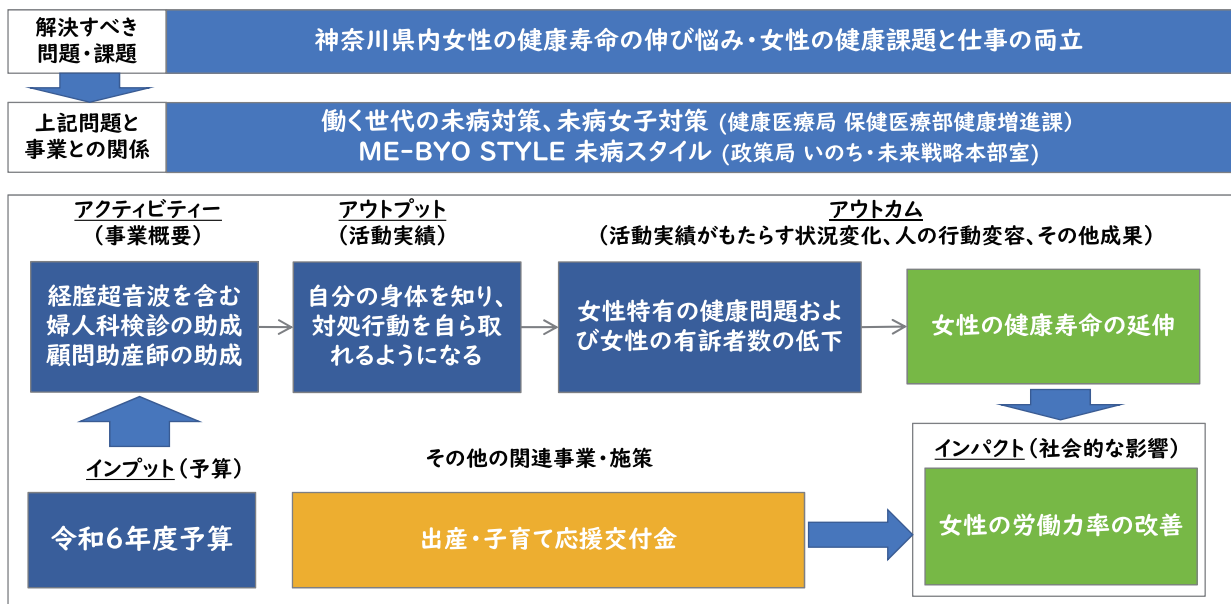 解決すべき
問題・課題
神奈川県内女性の健康寿命の伸び悩み・女性の健康課題と仕事の両立
上記問題と
事業との関係
働く世代の未病対策、未病女子対策 (健康医療局 保健医療部健康増進課)
ME-BYO STYLE 未病スタイル (政策局 いのち・未来戦略本部室)
アクティビティー
(事業概要)
アウトプット
(活動実績)
アウトカム
(活動実績がもたらす状況変化、人の行動変容、その他成果)
経腟超音波を含む
婦人科検診の助成
顧問助産師の助成
自分の身体を知り、
対処行動を自ら取
れるようになる
女性特有の健康問題およ
び女性の有訴者数の低下
女性の健康寿命の延伸
インプット(予算)
令和6年度予算
その他の関連事業・施策
出産・子育て応援交付金
インパクト(社会的な影響)
女性の労働力率の改善